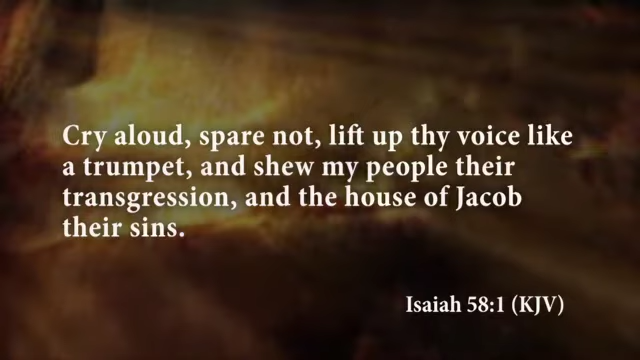 Cry aloud, spare not, lift up thy voice like
a trumpet, and shew my people their
transgression, and the house of Jacob
their sins.
Isaiah 58:1 (KJV)